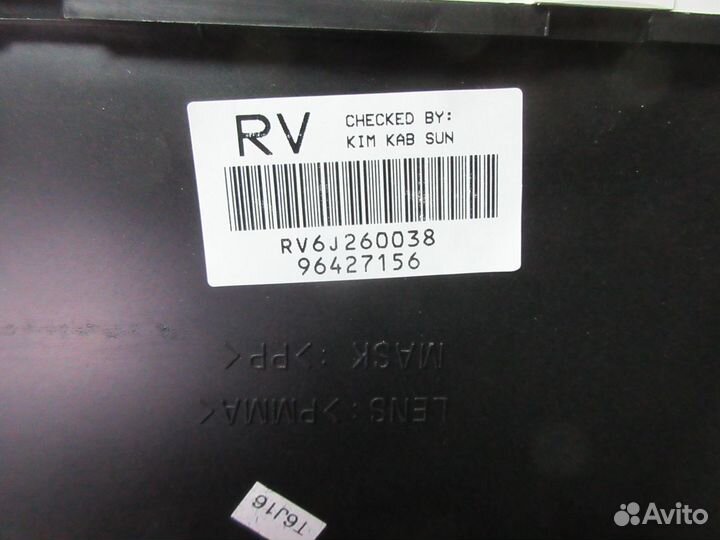 RV
CHECKED BY:
KIM KAB SUN
RV6J260038
96427156
MASK : >PP<
LENS : >PMMA<
T6J16
Avito